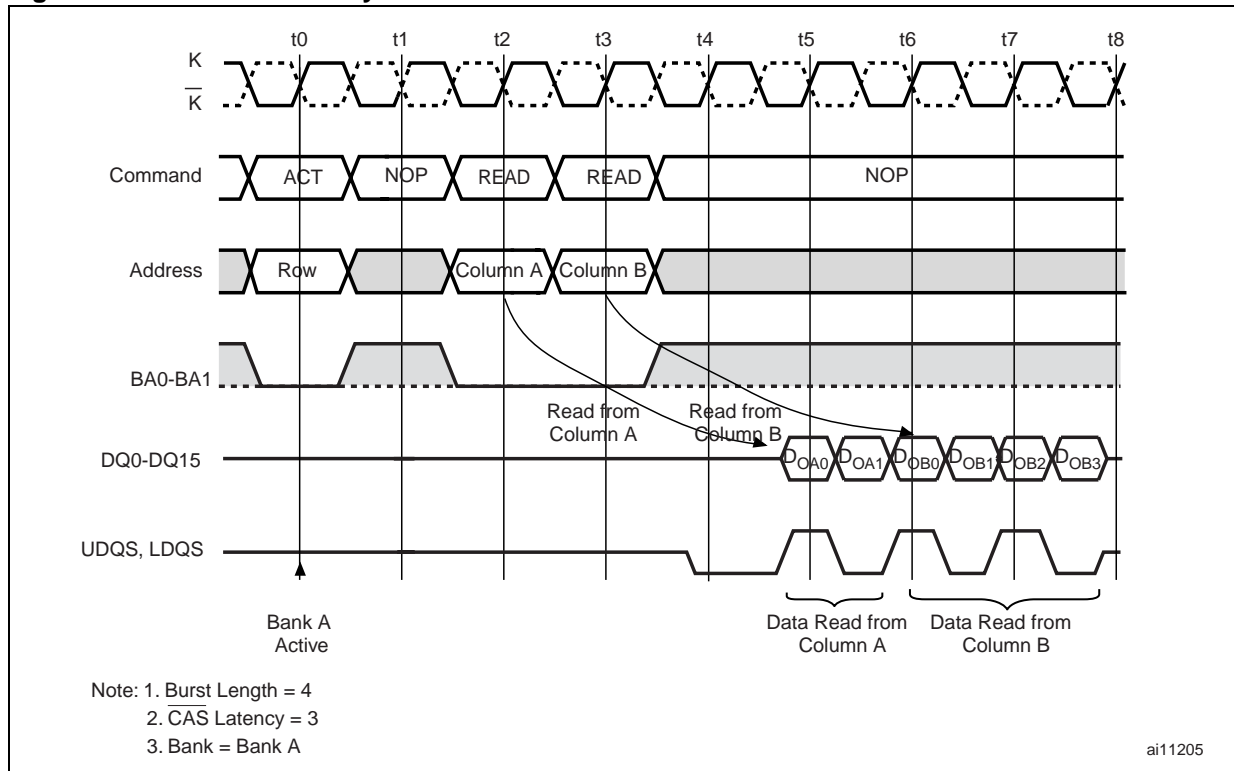 t0 t1 t2 t3 t4 t5 t6 t7 t8
K
K
Command ACT NOP READ READ NOP
Address Row Column A Column B
BA0-BA1
Read from Column A
Read from Column B
DQ0-DQ15 DOA0 DOA1 DOB0 DOB1 DOB2 DOB3
UDQS, LDQS
Bank A Active
Data Read from Column A
Data Read from Column B
Note: 1. Burst Length = 4
2. CAS Latency = 3
3. Bank = Bank A
ai11205